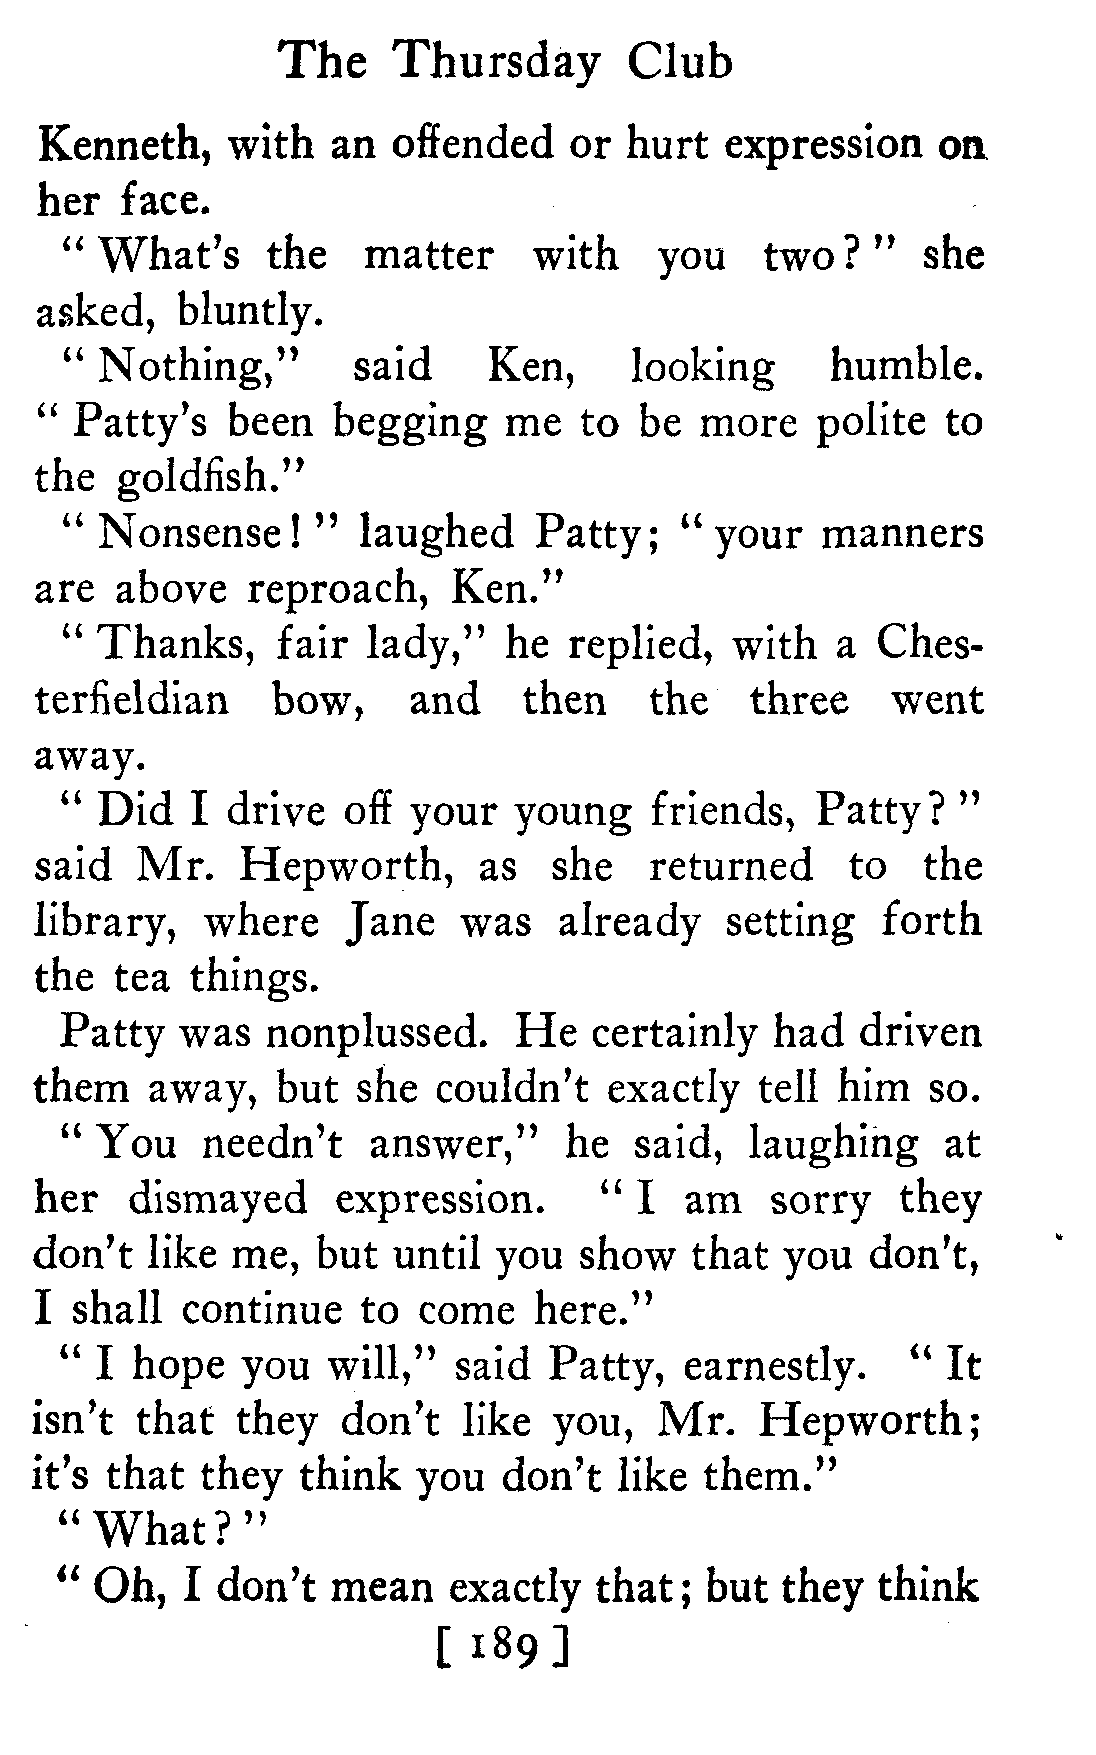 The Thursday Club
Kenneth, with an offended or hurt expression on
her face.
" What's the matter with you two? " she
asked, bluntly.
" Nothing," said Ken, looking humble.
" Patty's been begging me to be more polite to
the goldfish."
" Nonsense! " laughed Patty; " your manners
are above reproach, Ken."
" Thanks, fair lady," he replied, with a Ches-
terfieldian bow, and then the three went
away.
" Did I drive off your young friends, Patty? "
said Mr. Hepworth, as she returned to the
library, where Jane was already setting forth
the tea things.
Patty was nonplussed. He certainly had driven
them away, but she couldn't exactly tell him so.
" You needn't answer," he said, laughing at
her dismayed expression. " I am sorry they
don't like me, but until you show that you don't,
I shall continue to come here."
" I hope you will," said Patty, earnestly. " It
isn't that they don't like you, Mr. Hepworth;
it's that they think you don't like them."
" What? "
" Oh, I don't mean exactly that; but they think
[ 189 ]